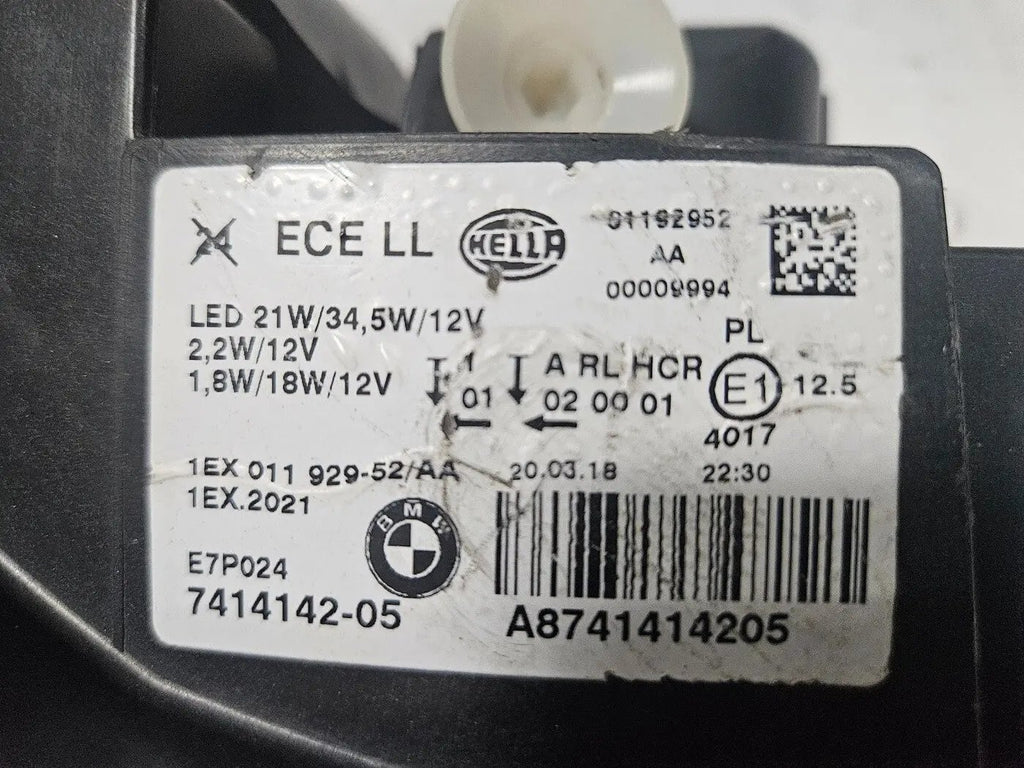 24 ECE LL HELLA 01192952
AA
00009994
LED 21W/34,5W/12V
2,2W/12V
1,8W/18W/12V
1 A RL HCR
01 02 00 01
PL
E1 12.5
4017
1EX 011 929-52/AA 20.03.18 22:30
1EX.2021
BMW
E7P024
7414142-05
A8741414205